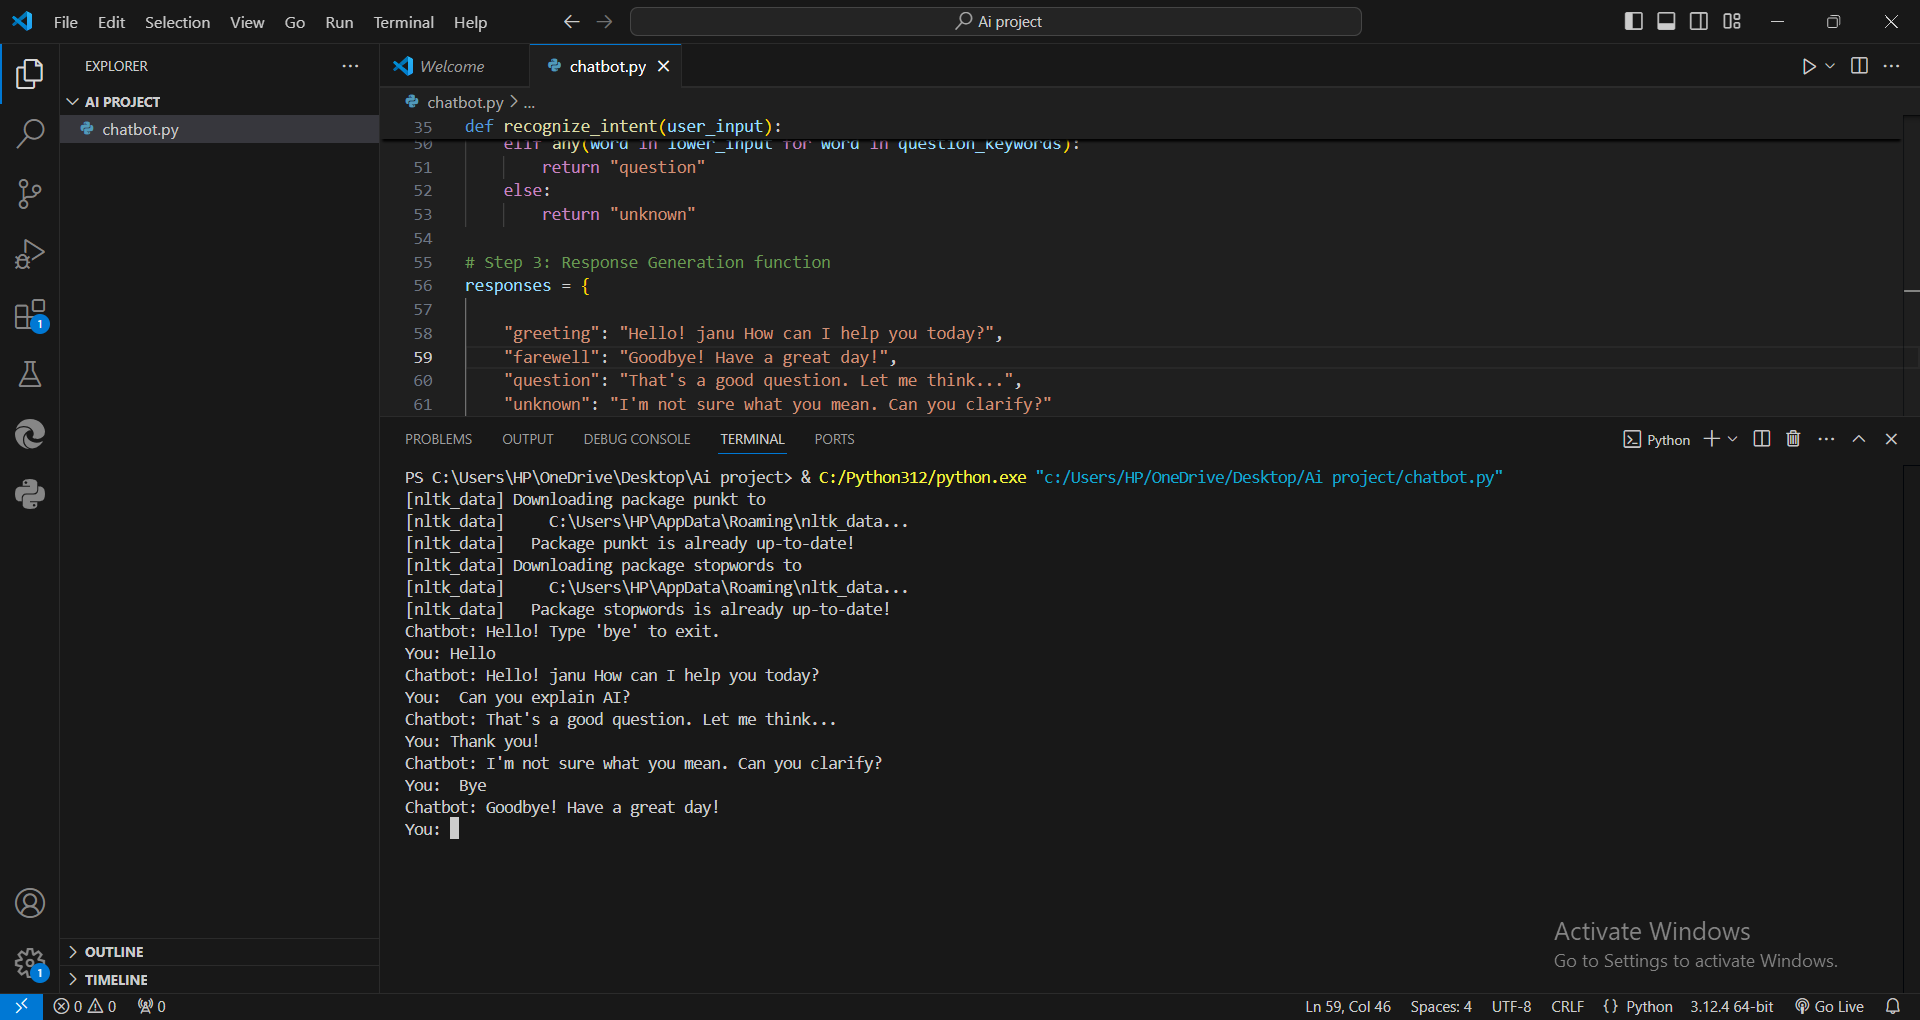 File Edit Selection View Go Run Terminal Help
Ai project
EXPLORER
Welcome
chatbot.py
AI PROJECT
chatbot.py
chatbot.py > ...
35 def recognize_intent(user_input):
50 elif any(word in lower_input for word in question_keywords):
51 return "question"
52 else:
53 return "unknown"
54
55 # Step 3: Response Generation function
56 responses = {
57
58 "greeting": "Hello! janu How can I help you today?",
59 "farewell": "Goodbye! Have a great day!",
60 "question": "That's a good question. Let me think...",
61 "unknown": "I'm not sure what you mean. Can you clarify?"
PROBLEMS OUTPUT DEBUG CONSOLE TERMINAL PORTS
Python
PS C:\Users\HP\OneDrive\Desktop\Ai project> & C:/Python312/python.exe "c:/Users/HP/OneDrive/Desktop/Ai project/chatbot.py"
[nltk_data] Downloading package punkt to
[nltk_data]     C:\Users\HP\AppData\Roaming\nltk_data...
[nltk_data]   Package punkt is already up-to-date!
[nltk_data] Downloading package stopwords to
[nltk_data]     C:\Users\HP\AppData\Roaming\nltk_data...
[nltk_data]   Package stopwords is already up-to-date!
Chatbot: Hello! Type 'bye' to exit.
You: Hello
Chatbot: Hello! janu How can I help you today?
You:  Can you explain AI?
Chatbot: That's a good question. Let me think...
You: Thank you!
Chatbot: I'm not sure what you mean. Can you clarify?
You:  Bye
Chatbot: Goodbye! Have a great day!
You:
1
1
OUTLINE
TIMELINE
Activate Windows
Go to Settings to activate Windows.
0 0 0
Ln 59, Col 46 Spaces: 4 UTF-8 CRLF {} Python 3.12.4 64-bit Go Live